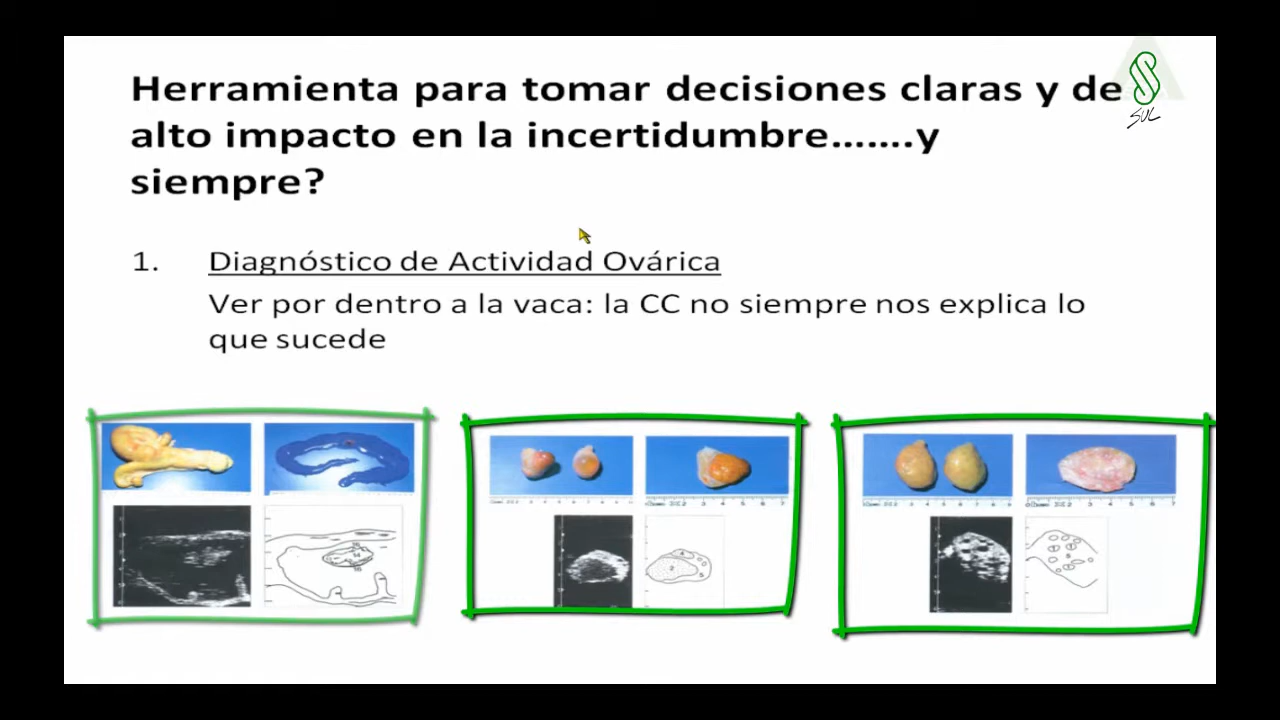 Herramienta para tomar decisiones claras y de
alto impacto en la incertidumbre…….y
siempre?
SUL
1. Diagnóstico de Actividad Ovárica
Ver por dentro a la vaca: la CC no siempre nos explica lo
que sucede